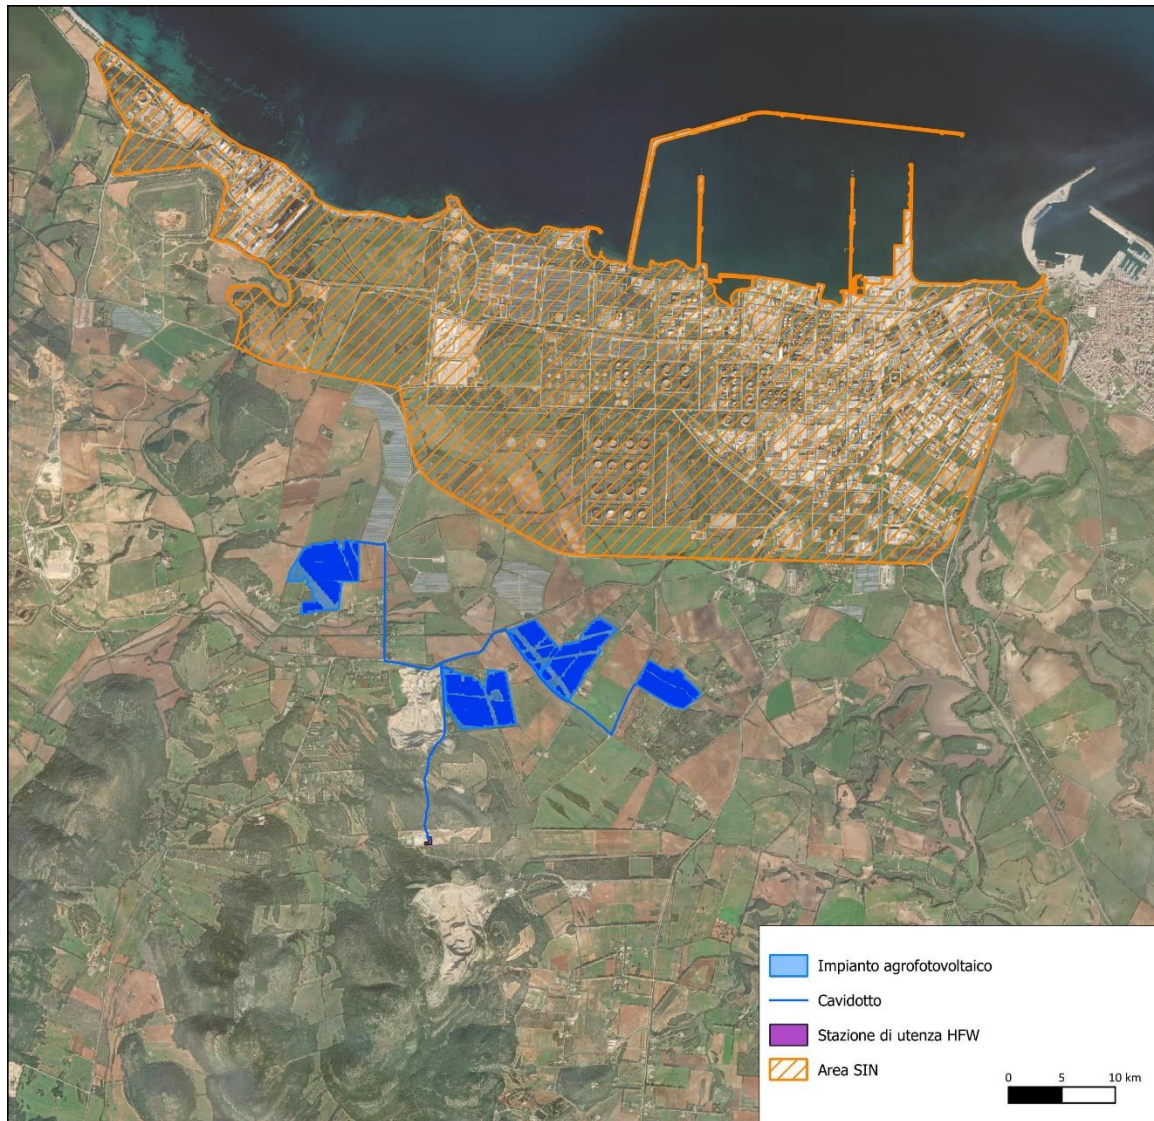 Impianto agrofotovoltaico
Cavidotto
Stazione di utenza HFW
Area SIN
0 5 10 km